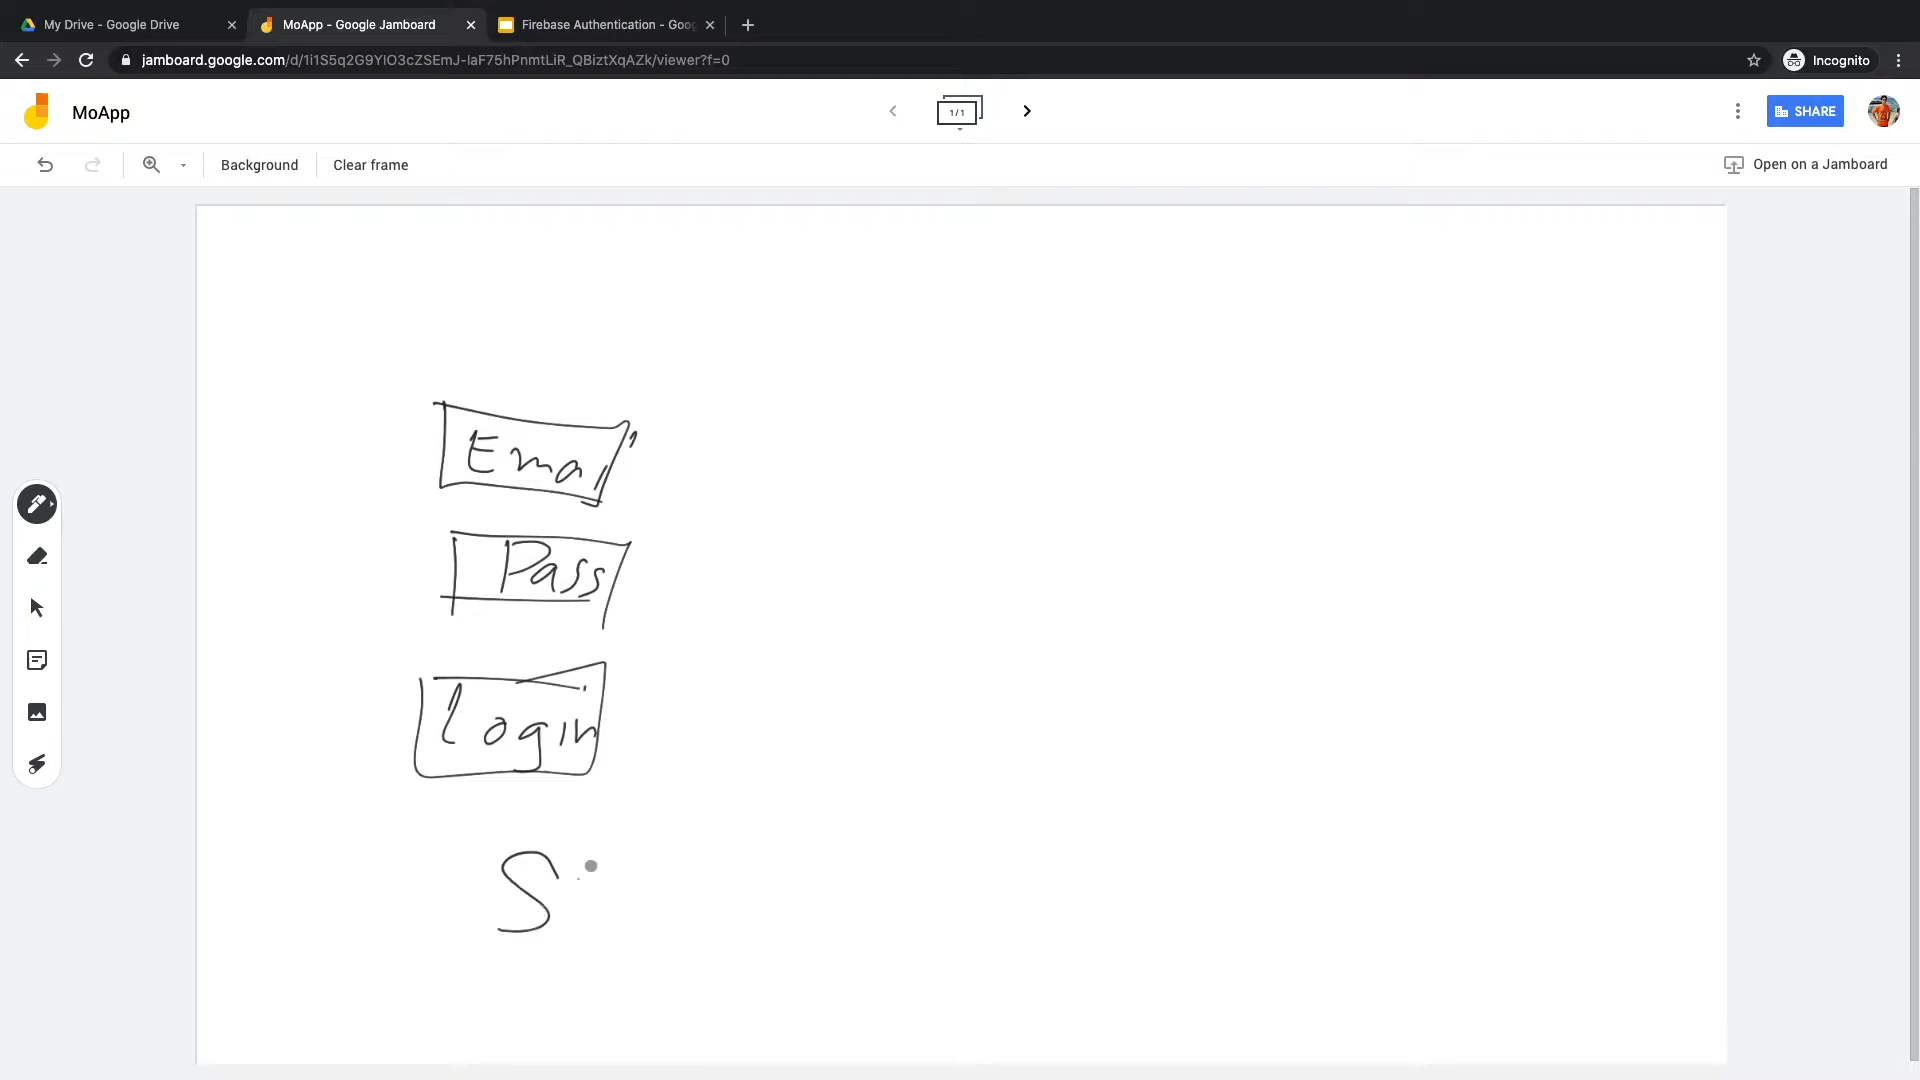 My Drive - Google Drive
MoApp - Google Jamboard
Firebase Authentication - Goog
jamboard.google.com/d/1i1S5q2G9YIO3cZSEmJ-laF75hPnmtLiR_QBiztXqAZk/viewer?f=0
Incognito
MoApp
1/1
SHARE
Background
Clear frame
Open on a Jamboard
Email
Pass
Login
S